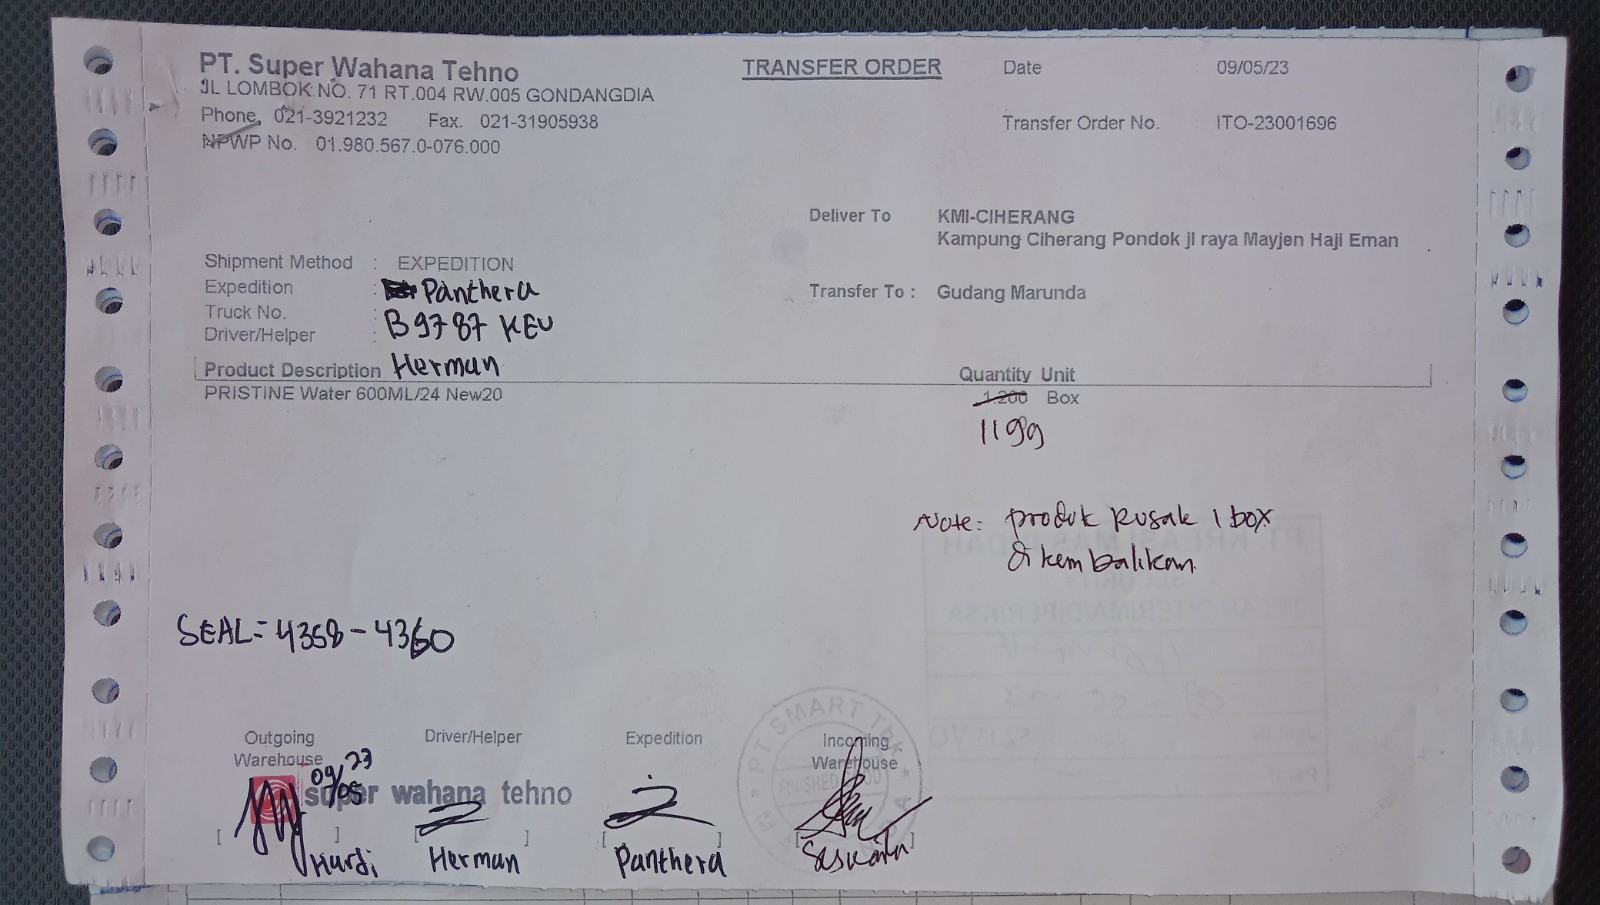 PT. Super Wahana Tehno
JL LOMBOK NO. 71 RT.004 RW.005 GONDANGDIA
Phone. 021-3921232 Fax. 021-31905938
NPWP No. 01.980.567.0-076.000
TRANSFER ORDER
Date 09/05/23
Transfer Order No. ITO-23001696
Deliver To KMI-CIHERANG
Kampung Ciherang Pondok jl raya Mayjen Haji Eman
Transfer To : Gudang Marunda
Shipment Method : EXPEDITION
Expedition : Panthera
Truck No. : B 9787 KEU
Driver/Helper : Herman
Product Description Quantity Unit
PRISTINE Water 600ML/24 New20 1.200 Box
1199
Note: produk Rusak 1 box
di kembalikan
SEAL= 4358 - 4360
Outgoing Warehouse
Driver/Helper
Expedition
Incoming Warehouse
09/05 23
super wahana tehno
PT SMART Tbk
FINISHED
[ ] [ ] [ ] [ ]
Hardi Herman Panthera